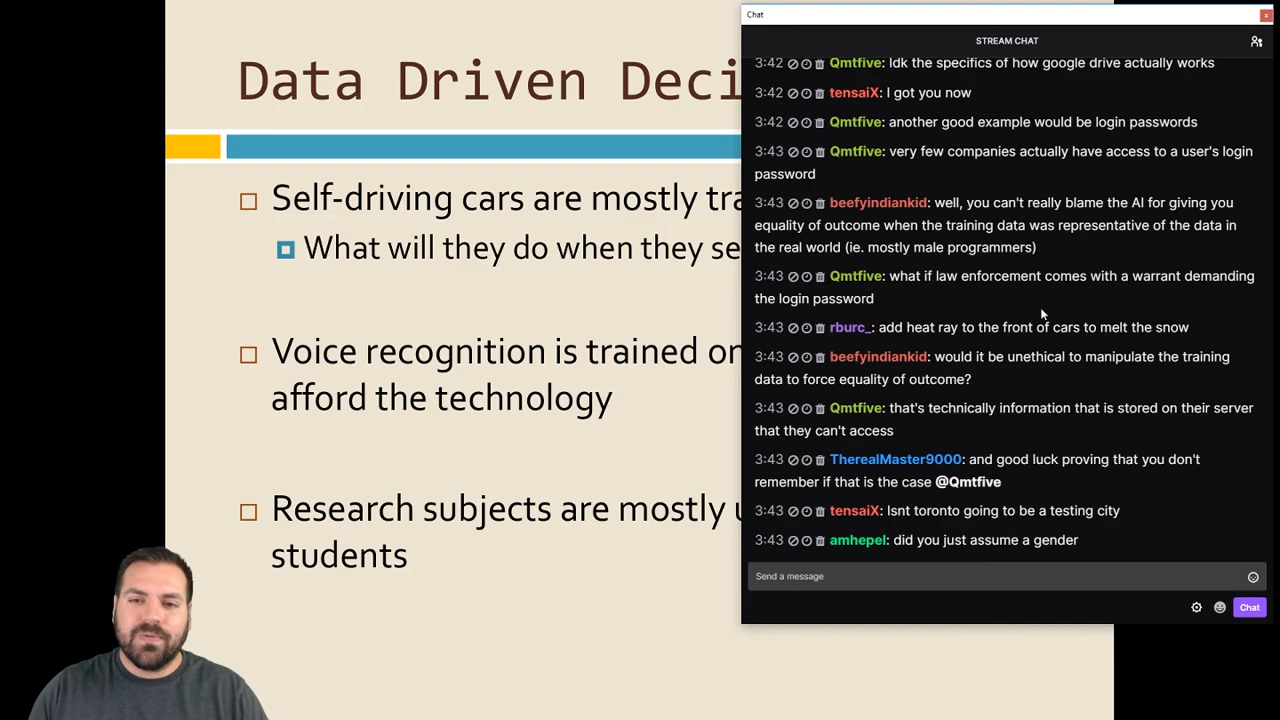 Data Driven Deci
Self-driving cars are mostly tra
What will they do when they se
Voice recognition is trained on
afford the technology
Research subjects are mostly u
students
Chat
STREAM CHAT
3:42 Qmtfive: Idk the specifics of how google drive actually works
3:42 tensaiX: I got you now
3:42 Qmtfive: another good example would be login passwords
3:43 Qmtfive: very few companies actually have access to a user's login
password
3:43 beefyindiankid: well, you can't really blame the AI for giving you
equality of outcome when the training data was representative of the data in
the real world (ie. mostly male programmers)
3:43 Qmtfive: what if law enforcement comes with a warrant demanding
the login password
3:43 rburc_: add heat ray to the front of cars to melt the snow
3:43 beefyindiankid: would it be unethical to manipulate the training
data to force equality of outcome?
3:43 Qmtfive: that's technically information that is stored on their server
that they can't access
3:43 TherealMaster9000: and good luck proving that you don't
remember if that is the case @Qmtfive
3:43 tensaiX: Isnt toronto going to be a testing city
3:43 amhepel: did you just assume a gender
Send a message
Chat